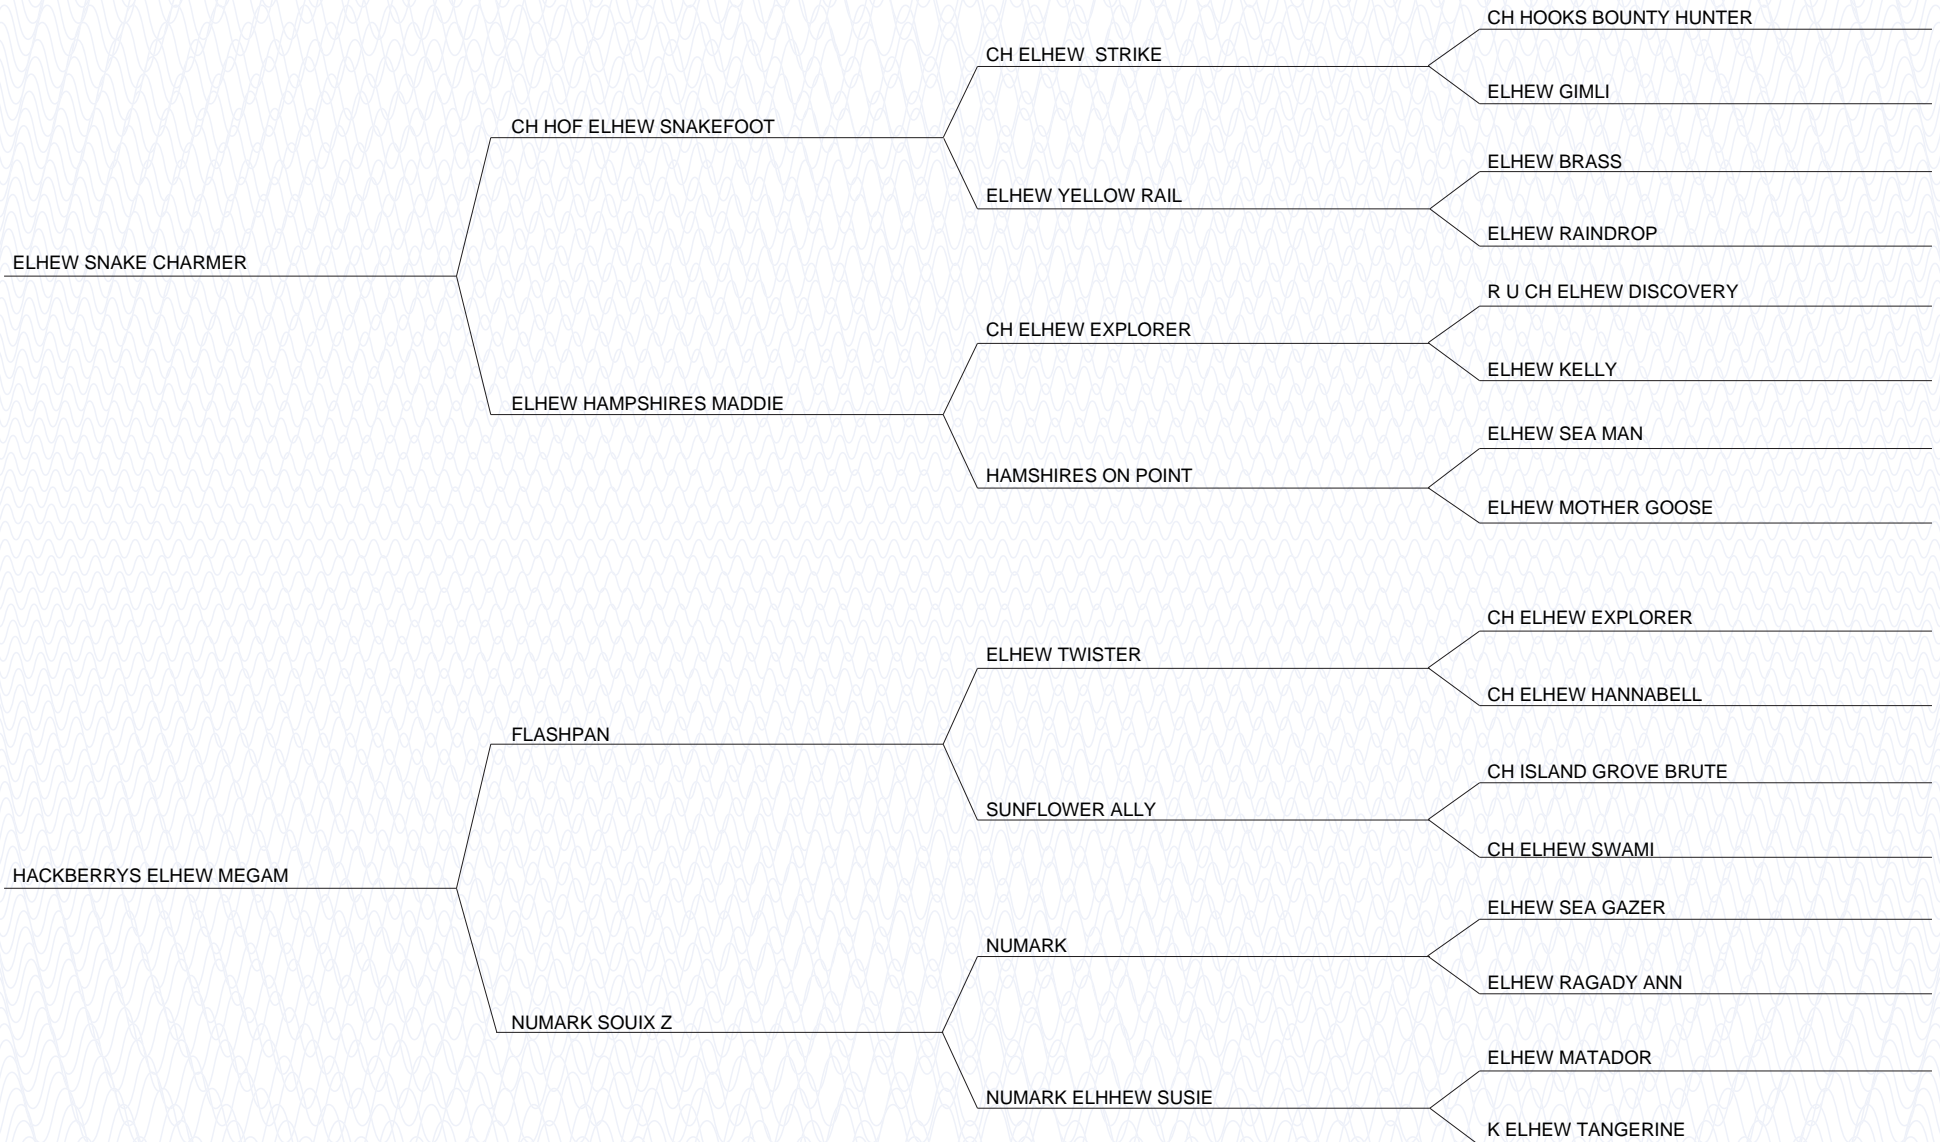 CH HOOKS BOUNTY HUNTER
CH ELHEW  STRIKE
ELHEW GIMLI
CH HOF ELHEW SNAKEFOOT
ELHEW BRASS
ELHEW YELLOW RAIL
ELHEW RAINDROP
ELHEW SNAKE CHARMER
R U CH ELHEW DISCOVERY
CH ELHEW EXPLORER
ELHEW KELLY
ELHEW HAMPSHIRES MADDIE
ELHEW SEA MAN
HAMSHIRES ON POINT
ELHEW MOTHER GOOSE
CH ELHEW EXPLORER
ELHEW TWISTER
CH ELHEW HANNABELL
FLASHPAN
CH ISLAND GROVE BRUTE
SUNFLOWER ALLY
CH ELHEW SWAMI
HACKBERRYS ELHEW MEGAM
ELHEW SEA GAZER
NUMARK
ELHEW RAGADY ANN
NUMARK SOUIX Z
ELHEW MATADOR
NUMARK ELHHEW SUSIE
K ELHEW TANGERINE